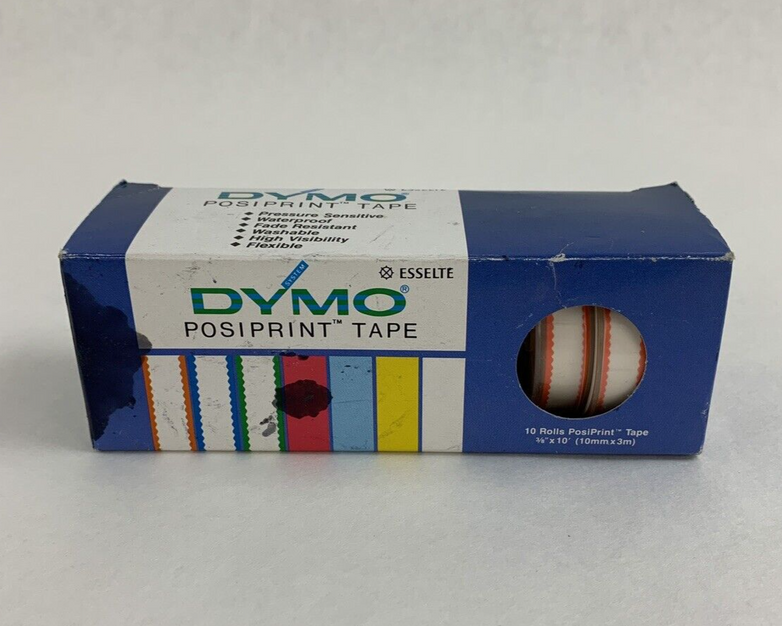 ESSELTE
DYMO®
POSIPRINT™ TAPE
◆ Pressure Sensitive
◆ Waterproof
◆ Fade Resistant
◆ Washable
◆ High Visibility
◆ Flexible
SYSTEM
ESSELTE
DYMO®
POSIPRINT™ TAPE
10 Rolls PosiPrint™ Tape
3/8" x 10' (10mm x 3m)